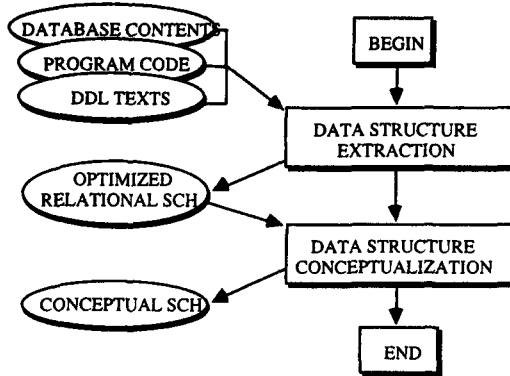 DATABASE CONTENTS
BEGIN
PROGRAM CODE
DDL TEXTS
DATA STRUCTURE
EXTRACTION
OPTIMIZED
RELATIONAL SCH
DATA STRUCTURE
CONCEPTUALIZATION
CONCEPTUAL SCH
END